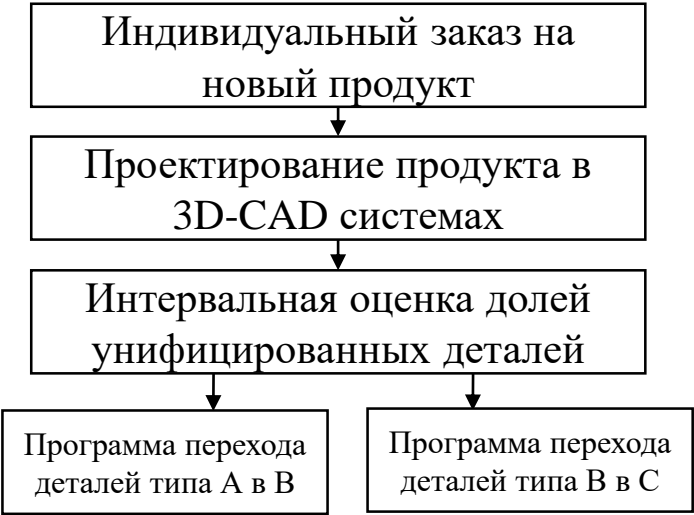 Индивидуальный заказ на
новый продукт
Проектирование продукта в
3D-CAD системах
Интервальная оценка долей
унифицированных деталей
Программа перехода
деталей типа А в В
Программа перехода
деталей типа В в С